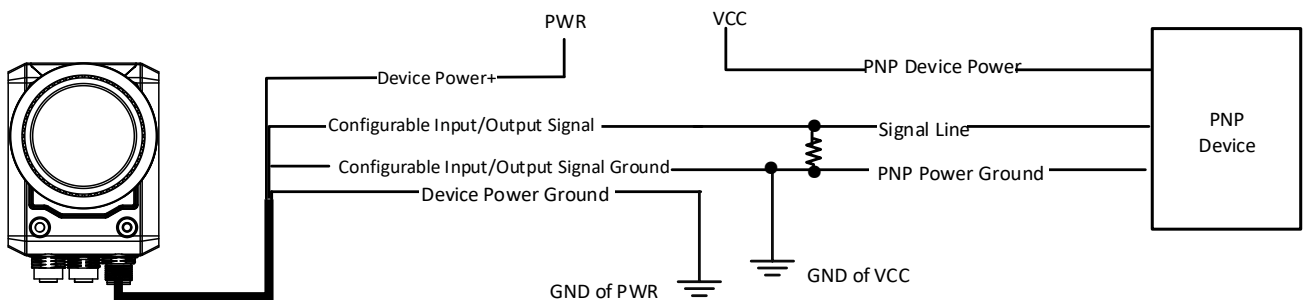 PWR
VCC
Device Power+
PNP Device Power
Configurable Input/Output Signal
Signal Line
PNP
Device
Configurable Input/Output Signal Ground
PNP Power Ground
Device Power Ground
GND of VCC
GND of PWR